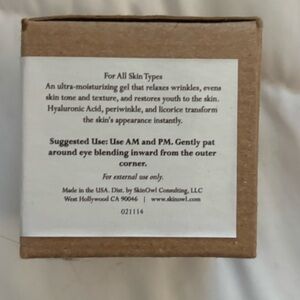 For All Skin Types
An ultra-moisturizing gel that relaxes wrinkles, evens
skin tone and texture, and restores youth to the skin.
Hyaluronic Acid, periwinkle, and licorice transform
the skin's appearance instantly.
Suggested Use: Use AM and PM. Gently pat
around eye blending inward from the outer
corner.
For external use only.
Made in the USA. Dist. by SkinOwl Consulting, LLC
West Hollywood CA 90046 | www.skinowl.com
021114